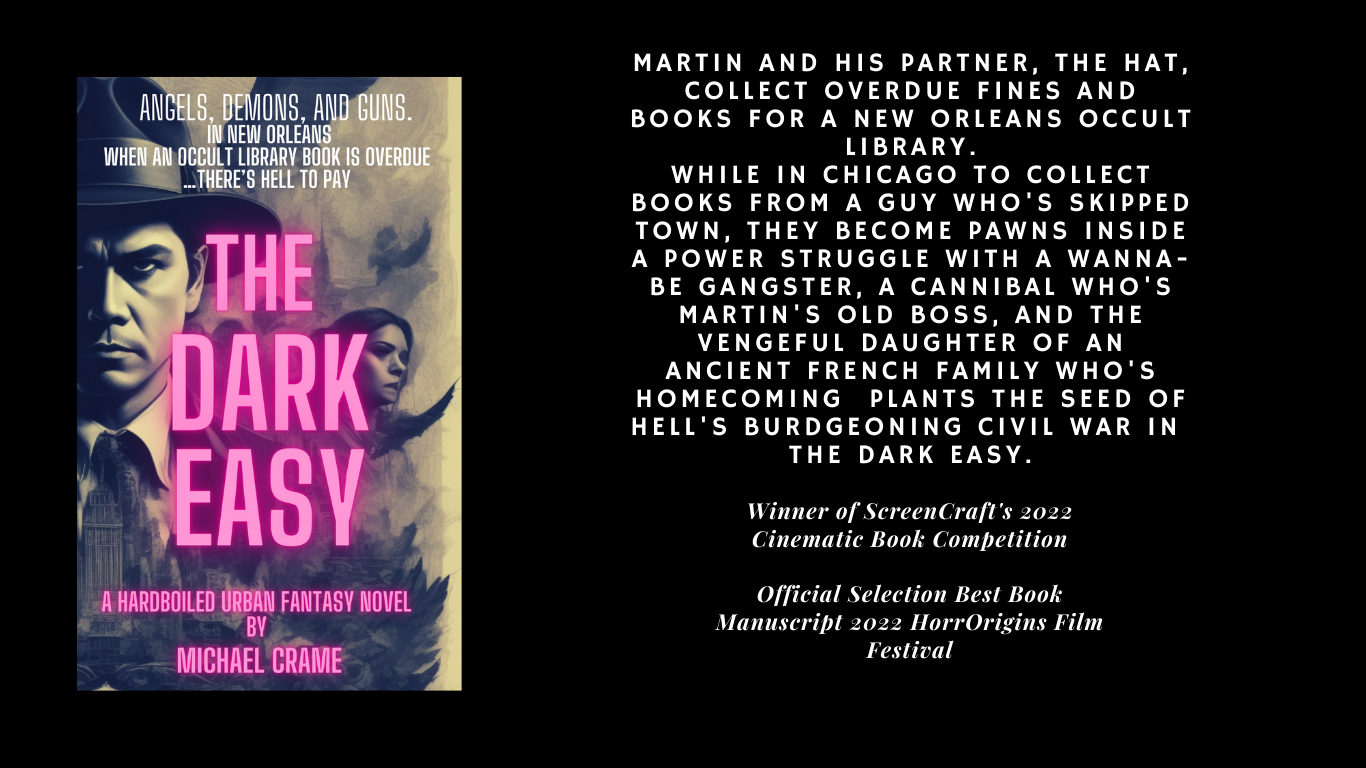 ANGELS, DEMONS, AND GUNS.
IN NEW ORLEANS
WHEN AN OCCULT LIBRARY BOOK IS OVERDUE
...THERE'S HELL TO PAY
THE
DARK
EASY
A HARDBOILED URBAN FANTASY NOVEL
BY
MICHAEL CRAME
MARTIN AND HIS PARTNER, THE HAT,
COLLECT OVERDUE FINES AND
BOOKS FOR A NEW ORLEANS OCCULT
LIBRARY.
WHILE IN CHICAGO TO COLLECT
BOOKS FROM A GUY WHO'S SKIPPED
TOWN, THEY BECOME PAWNS INSIDE
A POWER STRUGGLE WITH A WANNA-
BE GANGSTER, A CANNIBAL WHO'S
MARTIN'S OLD BOSS, AND THE
VENGEFUL DAUGHTER OF AN
ANCIENT FRENCH FAMILY WHO'S
HOMECOMING PLANTS THE SEED OF
HELL'S BURDGEONING CIVIL WAR IN
THE DARK EASY.
Winner of ScreenCraft's 2022
Cinematic Book Competition
Official Selection Best Book
Manuscript 2022 HorrOrigins Film
Festival